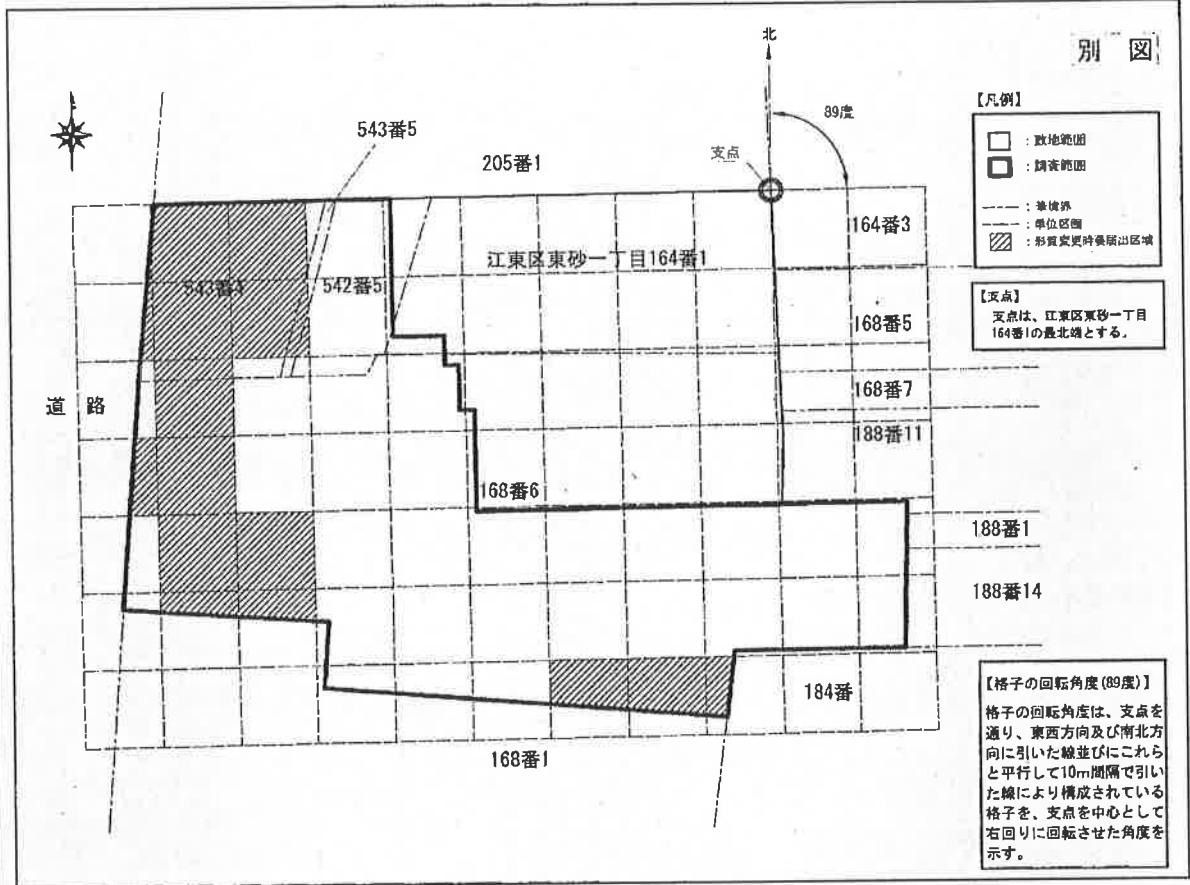 別 図
北
89度
支点
543番5
205番1
164番3
江東区東砂一丁目164番1
542番5
168番5
168番7
道 路
188番11
168番6
188番1
188番14
184番
168番1
【凡例】
：敷地範囲
：調査範囲
：筆境界
：単位区画
：形質変更時要届出区域
【支点】
支点は、江東区東砂一丁目
164番1の最北端とする。
【格子の回転角度(89度)】
格子の回転角度は、支点を
通り、東西方向及び南北方
向に引いた線並びにこれら
と平行して10m間隔で引い
た線により構成されている
格子を、支点を中心として
右回りに回転させた角度を
示す。